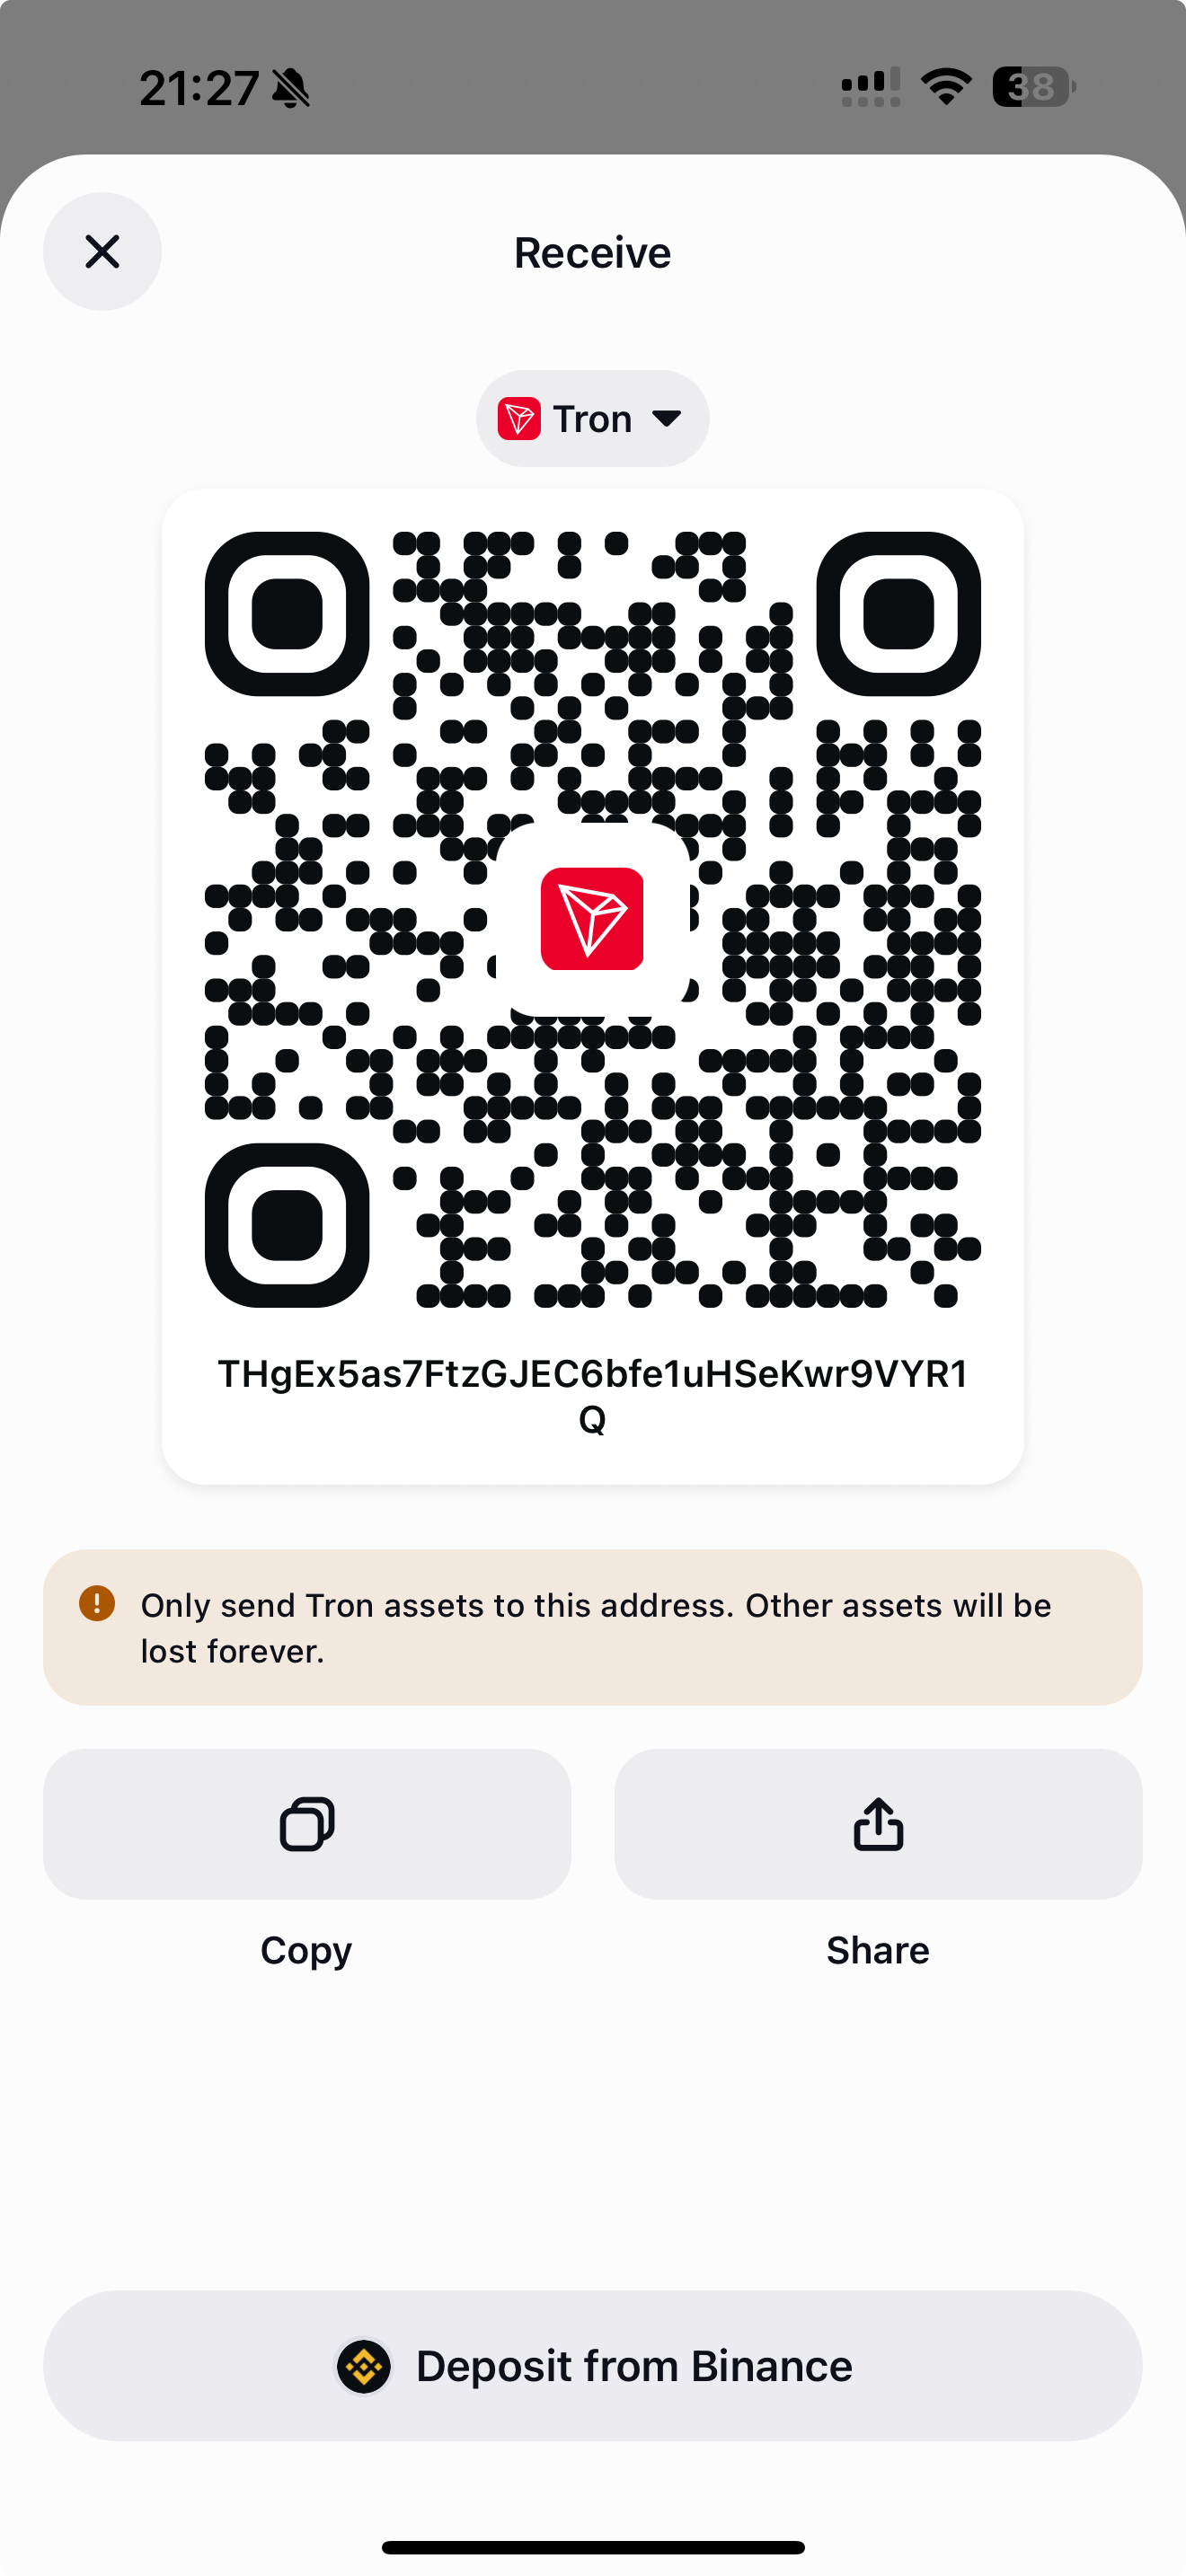 21:27
38
Receive
Tron
THgEx5as7FtzGJEC6bfe1uHSeKwr9VYR1
Q
Only send Tron assets to this address. Other assets will be
lost forever.
Copy
Share
Deposit from Binance